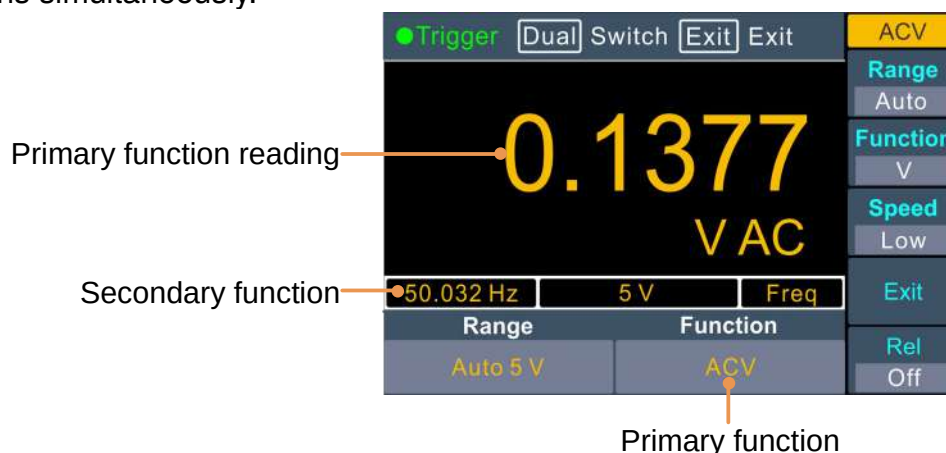 ns simultaneously.
Trigger Dual Switch Exit Exit
ACV
Range
Auto
Function
V
Speed
Low
Exit
Rel
Off
Primary function reading
0.1377
V AC
Secondary function
50.032 Hz 5 V Freq
Range Function
Auto 5 V ACV
Primary function